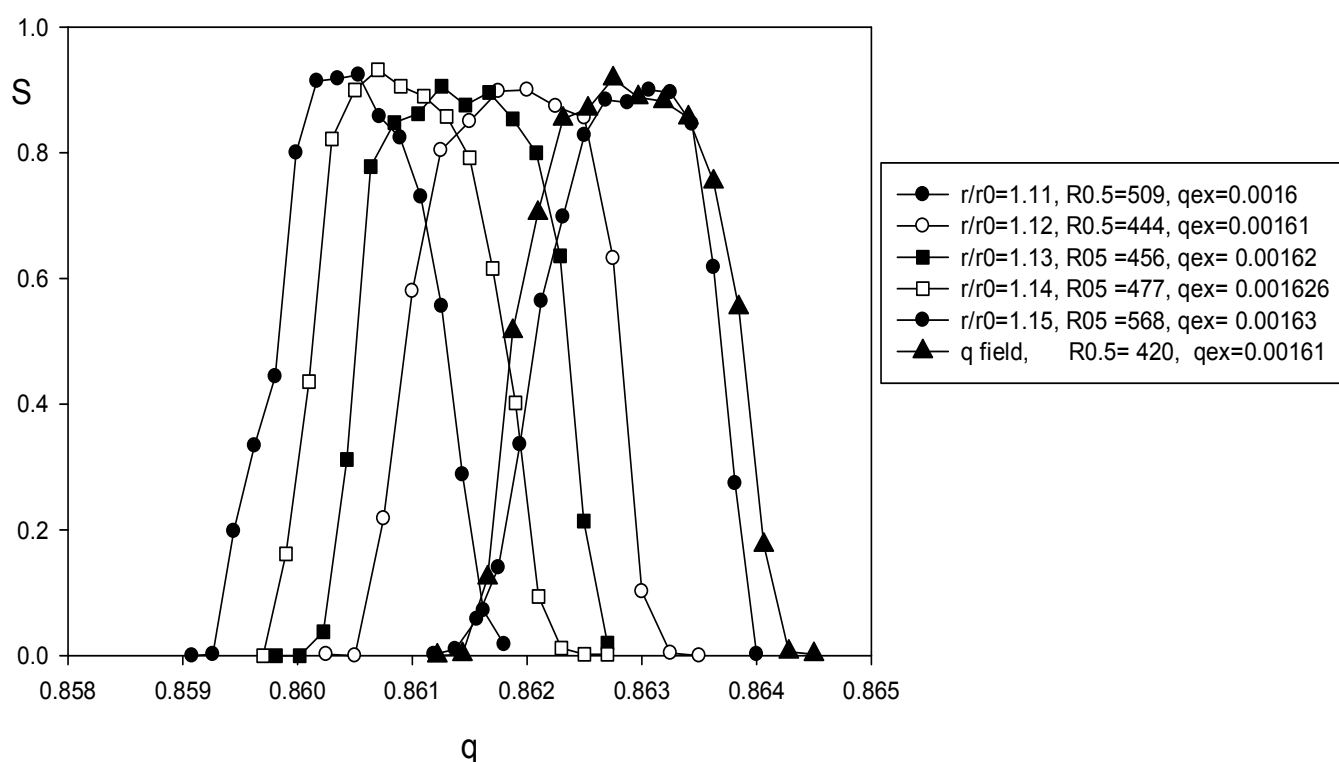 1.0
S
0.8
0.6
0.4
0.2
0.0
0.858 0.859 0.860 0.861 0.862 0.863 0.864 0.865
q
r/r0=1.11, R0.5=509, qex=0.0016
r/r0=1.12, R0.5=444, qex=0.00161
r/r0=1.13, R05 =456, qex= 0.00162
r/r0=1.14, R05 =477, qex= 0.001626
r/r0=1.15, R05 =568, qex= 0.00163
q field, R0.5= 420, qex=0.00161